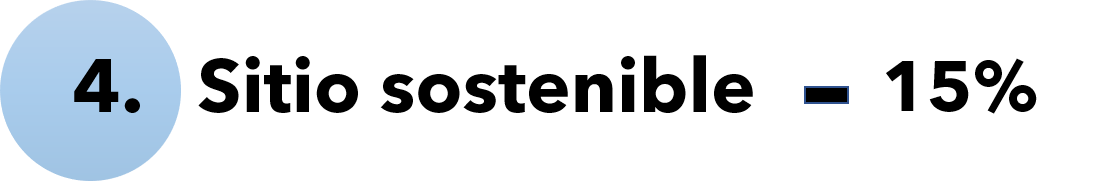 4. Sitio sostenible – 15%